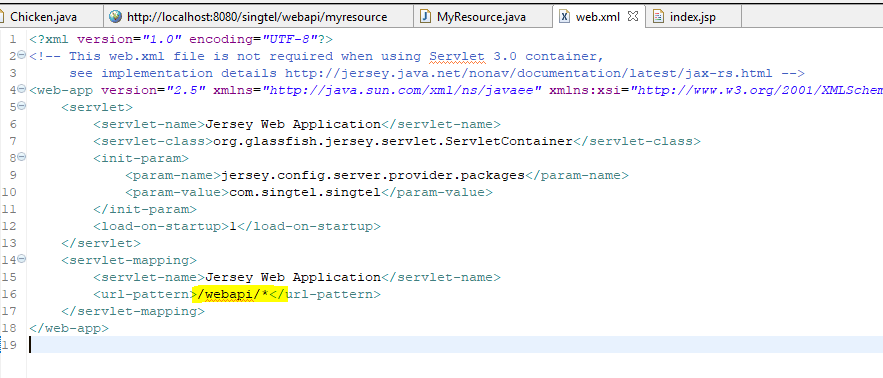 Chicken.java http://localhost:8080/singtel/webapi/myresource MyResource.java web.xml index.jsp
1 <?xml version="1.0" encoding="UTF-8"?>
2 <!-- This web.xml file is not required when using Servlet 3.0 container,
3 see implementation details http://jersey.java.net/nonav/documentation/latest/jax-rs.html -->
4 <web-app version="2.5" xmlns="http://java.sun.com/xml/ns/javaee" xmlns:xsi="http://www.w3.org/2001/XMLSchem
5 <servlet>
6 <servlet-name>Jersey Web Application</servlet-name>
7 <servlet-class>org.glassfish.jersey.servlet.ServletContainer</servlet-class>
8 <init-param>
9 <param-name>jersey.config.server.provider.packages</param-name>
10 <param-value>com.singtel.singtel</param-value>
11 </init-param>
12 <load-on-startup>1</load-on-startup>
13 </servlet>
14 <servlet-mapping>
15 <servlet-name>Jersey Web Application</servlet-name>
16 <url-pattern>/webapi/*</url-pattern>
17 </servlet-mapping>
18 </web-app>
19